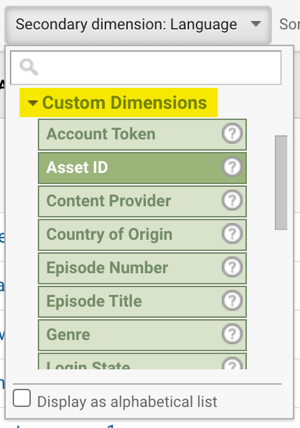 Secondary dimension: Language
Custom Dimensions
Account Token ?
Asset ID ?
Content Provider ?
Country of Origin ?
Episode Number ?
Episode Title ?
Genre ?
Login State
Display as alphabetical list